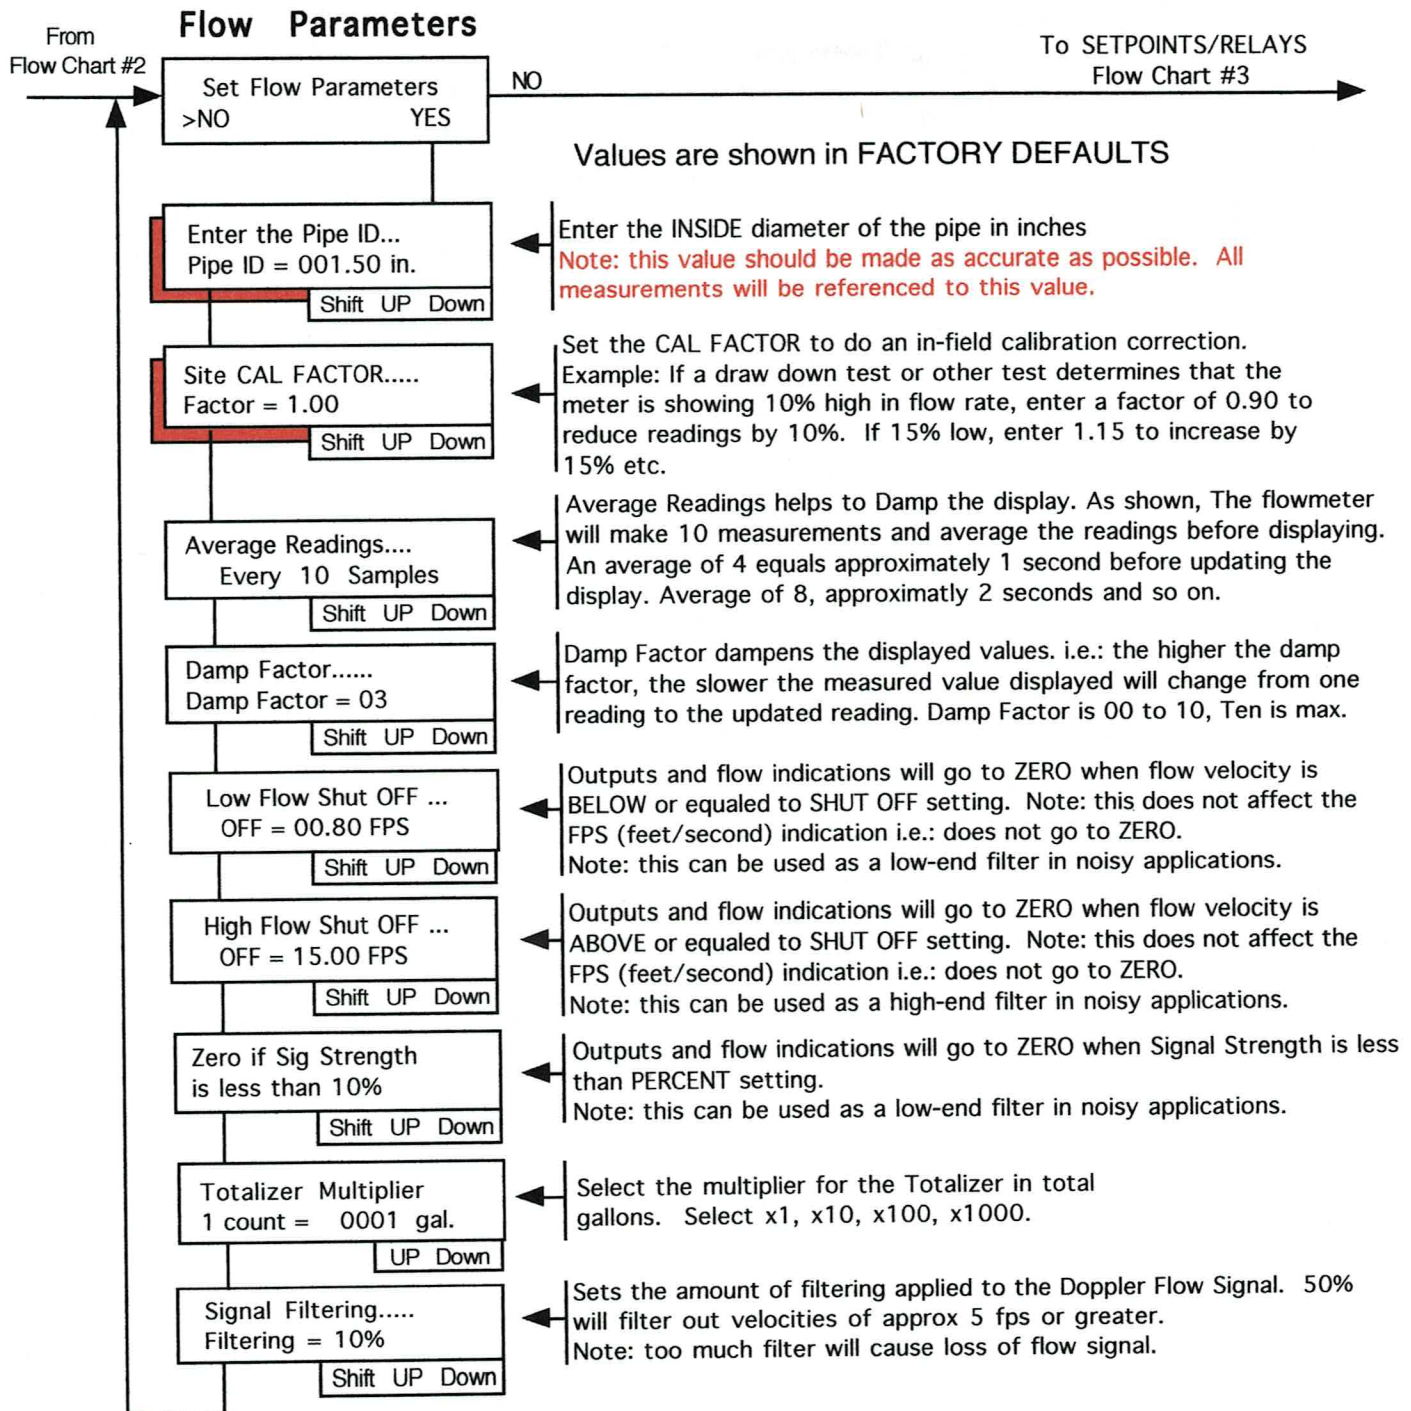 Flow Parameters
From
Flow Chart #2
To SETPOINTS/RELAYS
Flow Chart #3
Set Flow Parameters
>NO YES
NO
Values are shown in FACTORY DEFAULTS
Enter the Pipe ID...
Pipe ID = 001.50 in.
Shift UP Down
Enter the INSIDE diameter of the pipe in inches
Note: this value should be made as accurate as possible. All
measurements will be referenced to this value.
Site CAL FACTOR.....
Factor = 1.00
Shift UP Down
Set the CAL FACTOR to do an in-field calibration correction.
Example: If a draw down test or other test determines that the
meter is showing 10% high in flow rate, enter a factor of 0.90 to
reduce readings by 10%. If 15% low, enter 1.15 to increase by
15% etc.
Average Readings....
Every 10 Samples
Shift UP Down
Average Readings helps to Damp the display. As shown, The flowmeter
will make 10 measurements and average the readings before displaying.
An average of 4 equals approximately 1 second before updating the
display. Average of 8, approximatly 2 seconds and so on.
Damp Factor......
Damp Factor = 03
Shift UP Down
Damp Factor dampens the displayed values. i.e.: the higher the damp
factor, the slower the measured value displayed will change from one
reading to the updated reading. Damp Factor is 00 to 10, Ten is max.
Low Flow Shut OFF ...
OFF = 00.80 FPS
Shift UP Down
Outputs and flow indications will go to ZERO when flow velocity is
BELOW or equaled to SHUT OFF setting. Note: this does not affect the
FPS (feet/second) indication i.e.: does not go to ZERO.
Note: this can be used as a low-end filter in noisy applications.
High Flow Shut OFF ...
OFF = 15.00 FPS
Shift UP Down
Outputs and flow indications will go to ZERO when flow velocity is
ABOVE or equaled to SHUT OFF setting. Note: this does not affect the
FPS (feet/second) indication i.e.: does not go to ZERO.
Note: this can be used as a high-end filter in noisy applications.
Zero if Sig Strength
is less than 10%
Shift UP Down
Outputs and flow indications will go to ZERO when Signal Strength is less
than PERCENT setting.
Note: this can be used as a low-end filter in noisy applications.
Totalizer Multiplier
1 count = 0001 gal.
UP Down
Select the multiplier for the Totalizer in total
gallons. Select x1, x10, x100, x1000.
Signal Filtering.....
Filtering = 10%
Shift UP Down
Sets the amount of filtering applied to the Doppler Flow Signal. 50%
will filter out velocities of approx 5 fps or greater.
Note: too much filter will cause loss of flow signal.